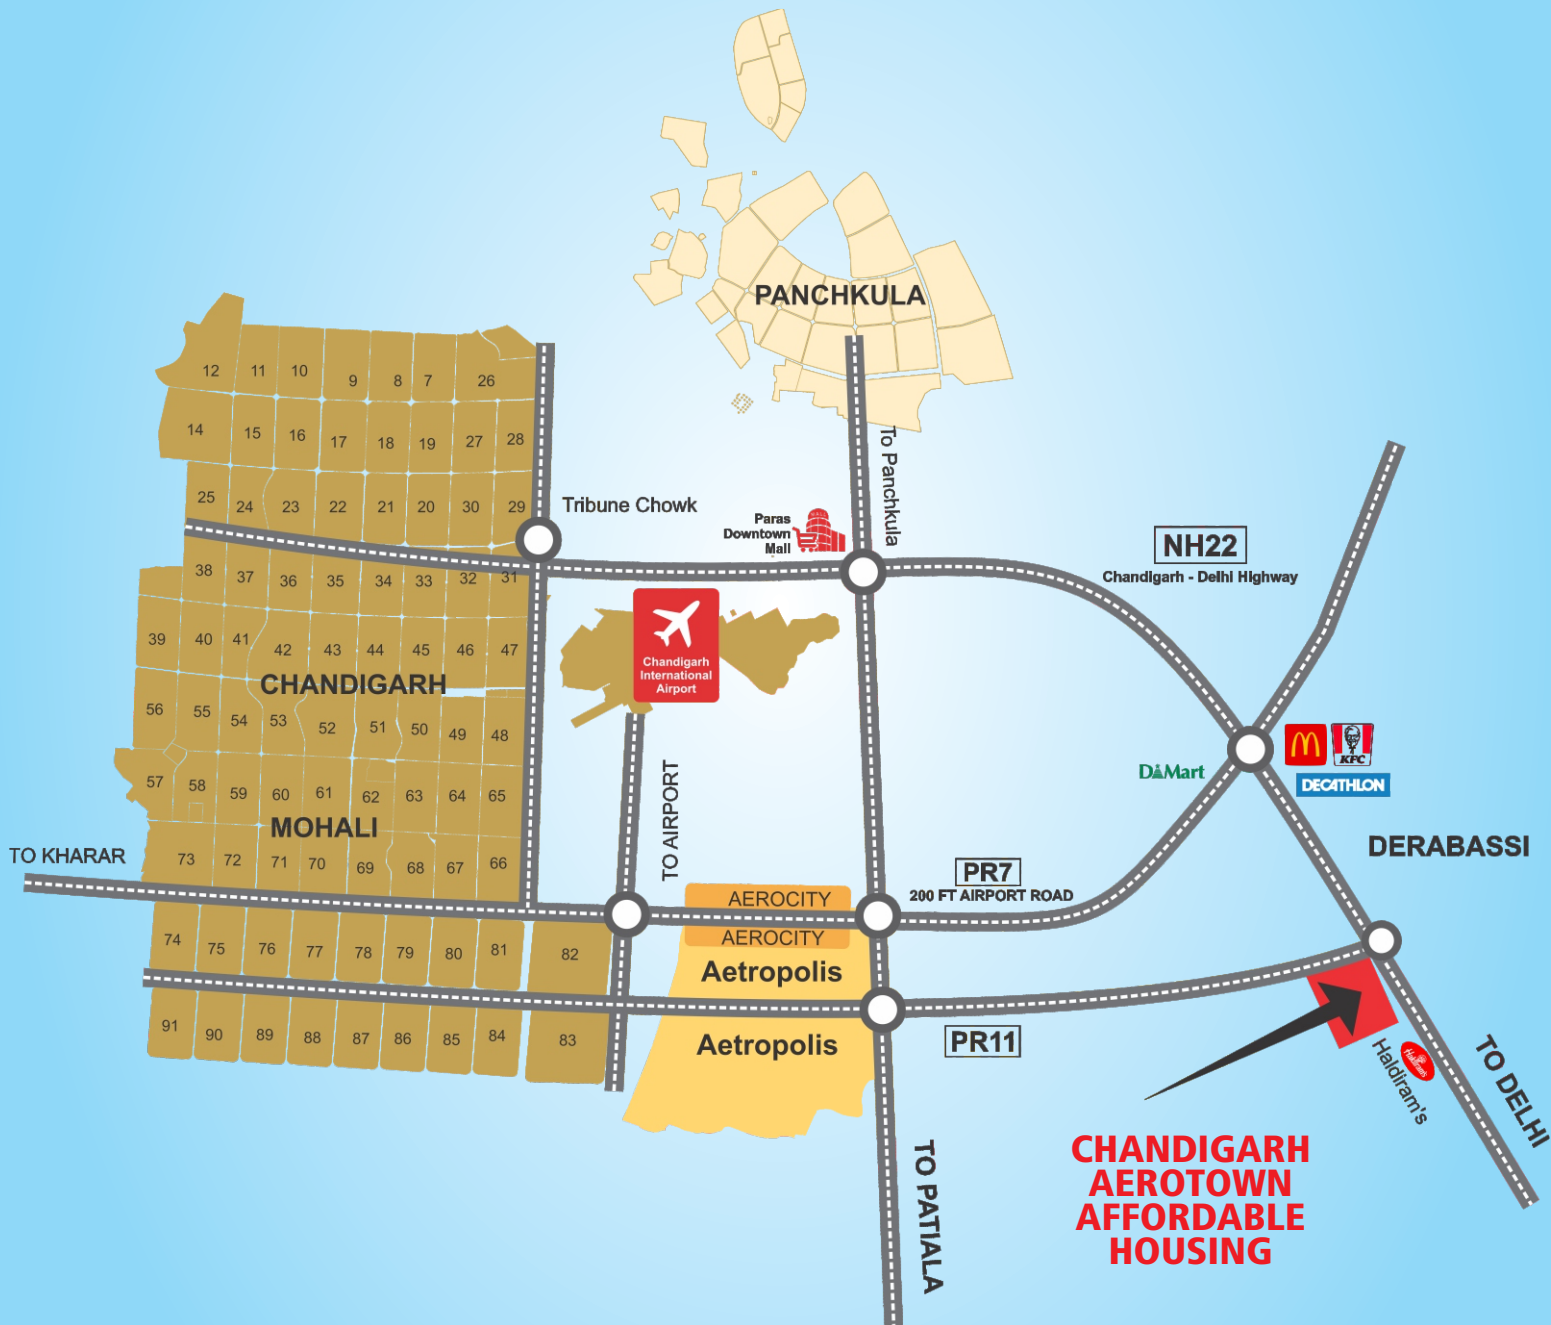 PANCHKULA
12 11 10 9 8 7 26
14 15 16 17 18 19 27 28
25 24 23 22 21 20 30 29
Tribune Chowk
To Panchkula
Paras
Downtown
Mall
MALL
NH22
Chandigarh - Delhi Highway
38 37 36 35 34 33 32 31
39 40 41 42 43 44 45 46 47
Chandigarh
International
Airport
CHANDIGARH
56 55 54 53 52 51 50 49 48
57 58 59 60 61 62 63 64 65
MOHALI
TO KHARAR
73 72 71 70 69 68 67 66
TO AIRPORT
D Mart
KFC
DECATHLON
DERABASSI
PR7
200 FT AIRPORT ROAD
AEROCITY
AEROCITY
74 75 76 77 78 79 80 81 82
Aetropolis
91 90 89 88 87 86 85 84 83
Aetropolis
PR11
Haldiram's
Haldiram's
TO DELHI
TO PATIALA
CHANDIGARH
AEROTOWN
AFFORDABLE
HOUSING